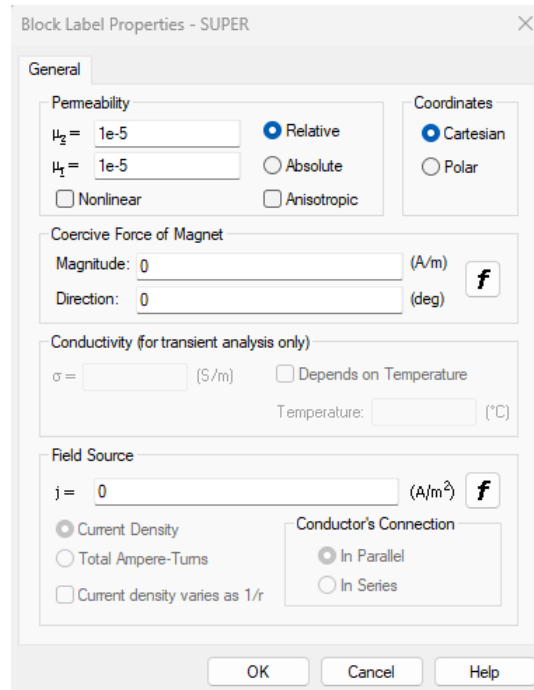 Block Label Properties - SUPER
General
Permeability
μ₂ = 1e-5
μ₁ = 1e-5
Relative
Absolute
Nonlinear
Anisotropic
Coordinates
Cartesian
Polar
Coercive Force of Magnet
Magnitude: 0 (A/m)
Direction: 0 (deg)
f
Conductivity (for transient analysis only)
σ = (S/m)
Depends on Temperature
Temperature: (°C)
Field Source
j = 0 (A/m²) f
Current Density
Total Ampere-Turns
Current density varies as 1/r
Conductor's Connection
In Parallel
In Series
OK Cancel Help